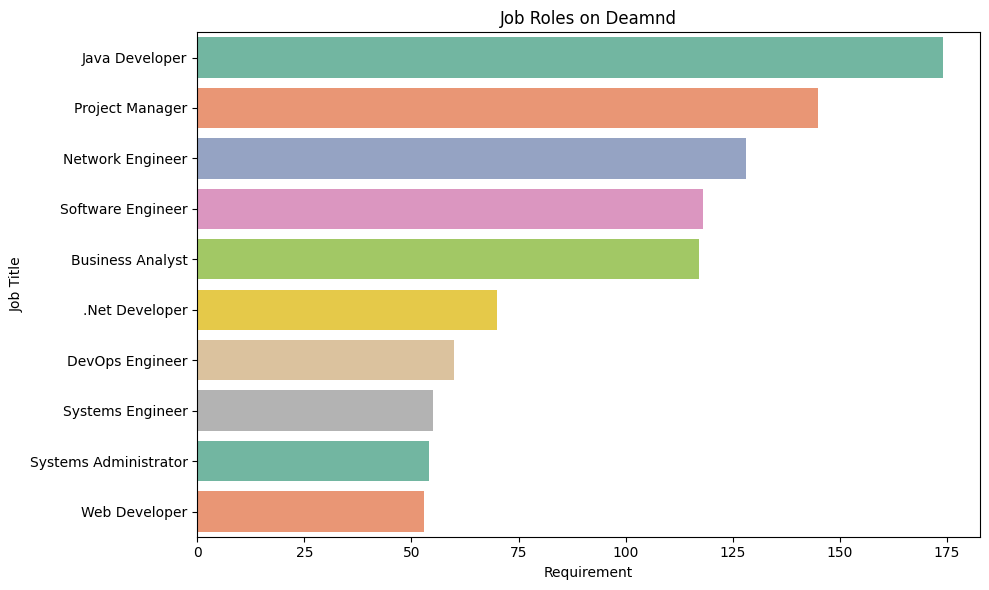 Job Roles on Deamnd
Java Developer
Project Manager
Network Engineer
Software Engineer
Business Analyst
.Net Developer
DevOps Engineer
Systems Engineer
Systems Administrator
Web Developer
Job Title
0 25 50 75 100 125 150 175
Requirement